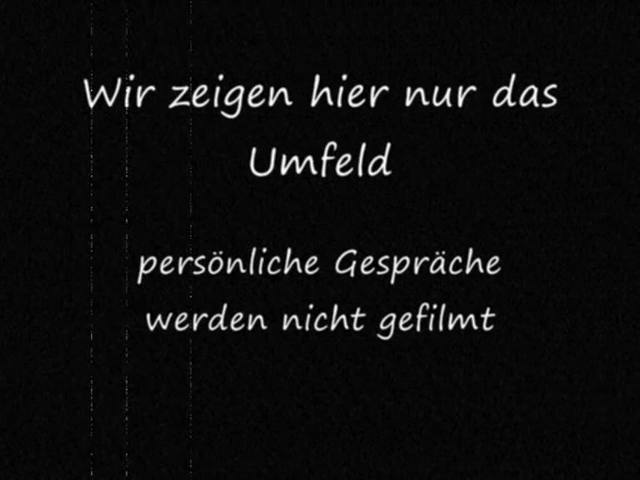 Wir zeigen hier nur das
Umfeld
persönliche Gespräche
werden nicht gefilmt